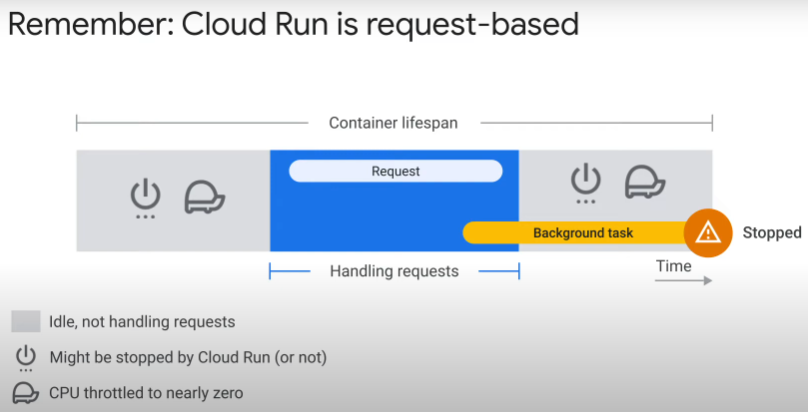 Remember: Cloud Run is request-based
Container lifespan
Request
Background task
Stopped
Handling requests
Time
Idle, not handling requests
Might be stopped by Cloud Run (or not)
CPU throttled to nearly zero